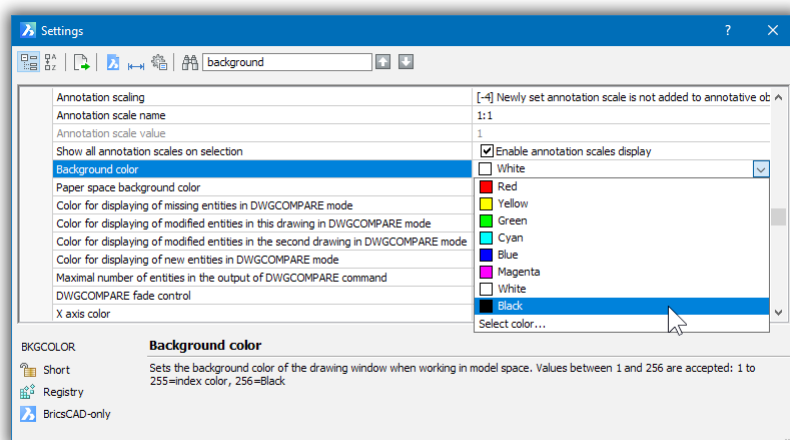 Settings
?
background
Annotation scaling [-4] Newly set annotation scale is not added to annotative ob
Annotation scale name 1:1
Annotation scale value 1
Show all annotation scales on selection Enable annotation scales display
Background color White
Paper space background color Red
Color for displaying of missing entities in DWGCOMPARE mode Yellow
Color for displaying of modified entities in this drawing in DWGCOMPARE mode Green
Color for displaying of modified entities in the second drawing in DWGCOMPARE mode Cyan
Color for displaying of new entities in DWGCOMPARE mode Blue
Maximal number of entities in the output of DWGCOMPARE command Magenta
DWGCOMPARE fade control White
X axis color Black
Select color...
BKGCOLOR Background color
Short Sets the background color of the drawing window when working in model space. Values between 1 and 256 are accepted: 1 to
255=index color, 256=Black
Registry
BricsCAD-only